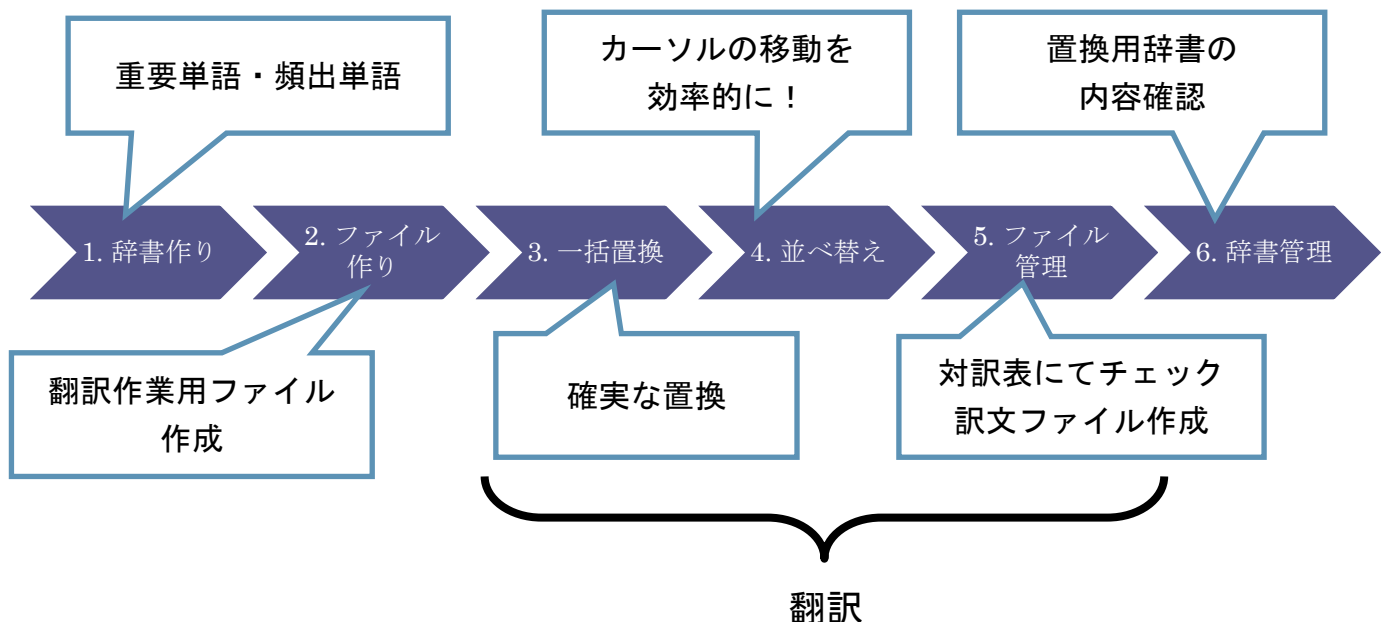 重要単語・頻出単語
カーソルの移動を
効率的に！
置換用辞書の
内容確認
1. 辞書作り
2. ファイル
作り
3. 一括置換
4. 並べ替え
5. ファイル
管理
6. 辞書管理
翻訳作業用ファイル
作成
確実な置換
対訳表にてチェック
訳文ファイル作成
翻訳